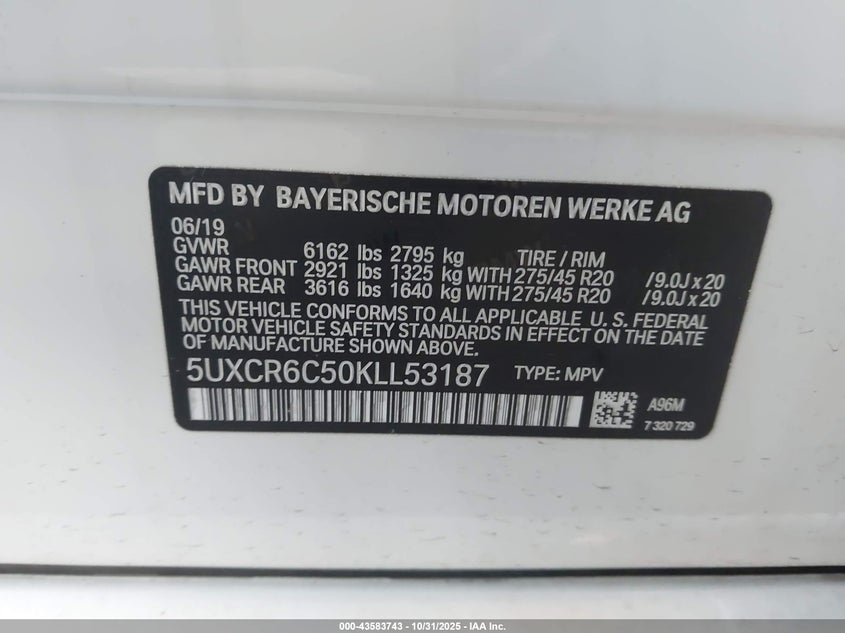 MFD BY BAYERISCHE MOTOREN WERKE AG
06/19
GVWR 6162 lbs 2795 kg TIRE / RIM
GAWR FRONT 2921 lbs 1325 kg WITH 275/45 R20 /9.0J x 20
GAWR REAR 3616 lbs 1640 kg WITH 275/45 R20 /9.0J x 20
THIS VEHICLE CONFORMS TO ALL APPLICABLE U. S. FEDERAL
MOTOR VEHICLE SAFETY STANDARDS IN EFFECT ON THE DATE
OF MANUFACTURE SHOWN ABOVE.
5UXCR6C50KLL53187 TYPE: MPV
A96M
7 320 729
000-43583743 - 10/31/2025 - IAA Inc.